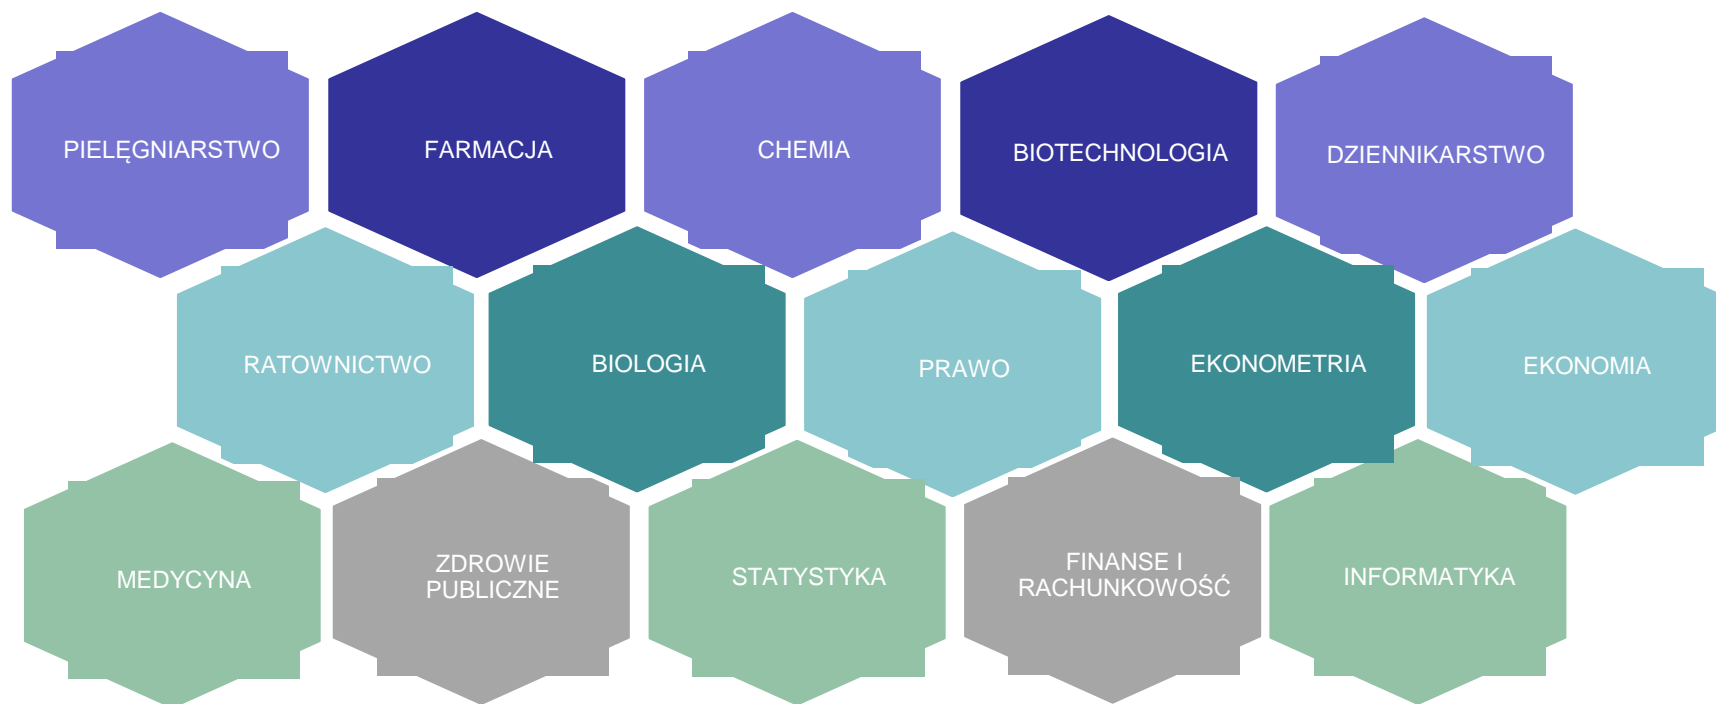 PIELĘGNIARSTWO
FARMACJA
CHEMIA
BIOTECHNOLOGIA
DZIENNIKARSTWO
RATOWNICTWO
BIOLOGIA
PRAWO
EKONOMETRIA
EKONOMIA
MEDYCYNA
ZDROWIE
PUBLICZNE
STATYSTYKA
FINANSE I
RACHUNKOWOŚĆ
INFORMATYKA